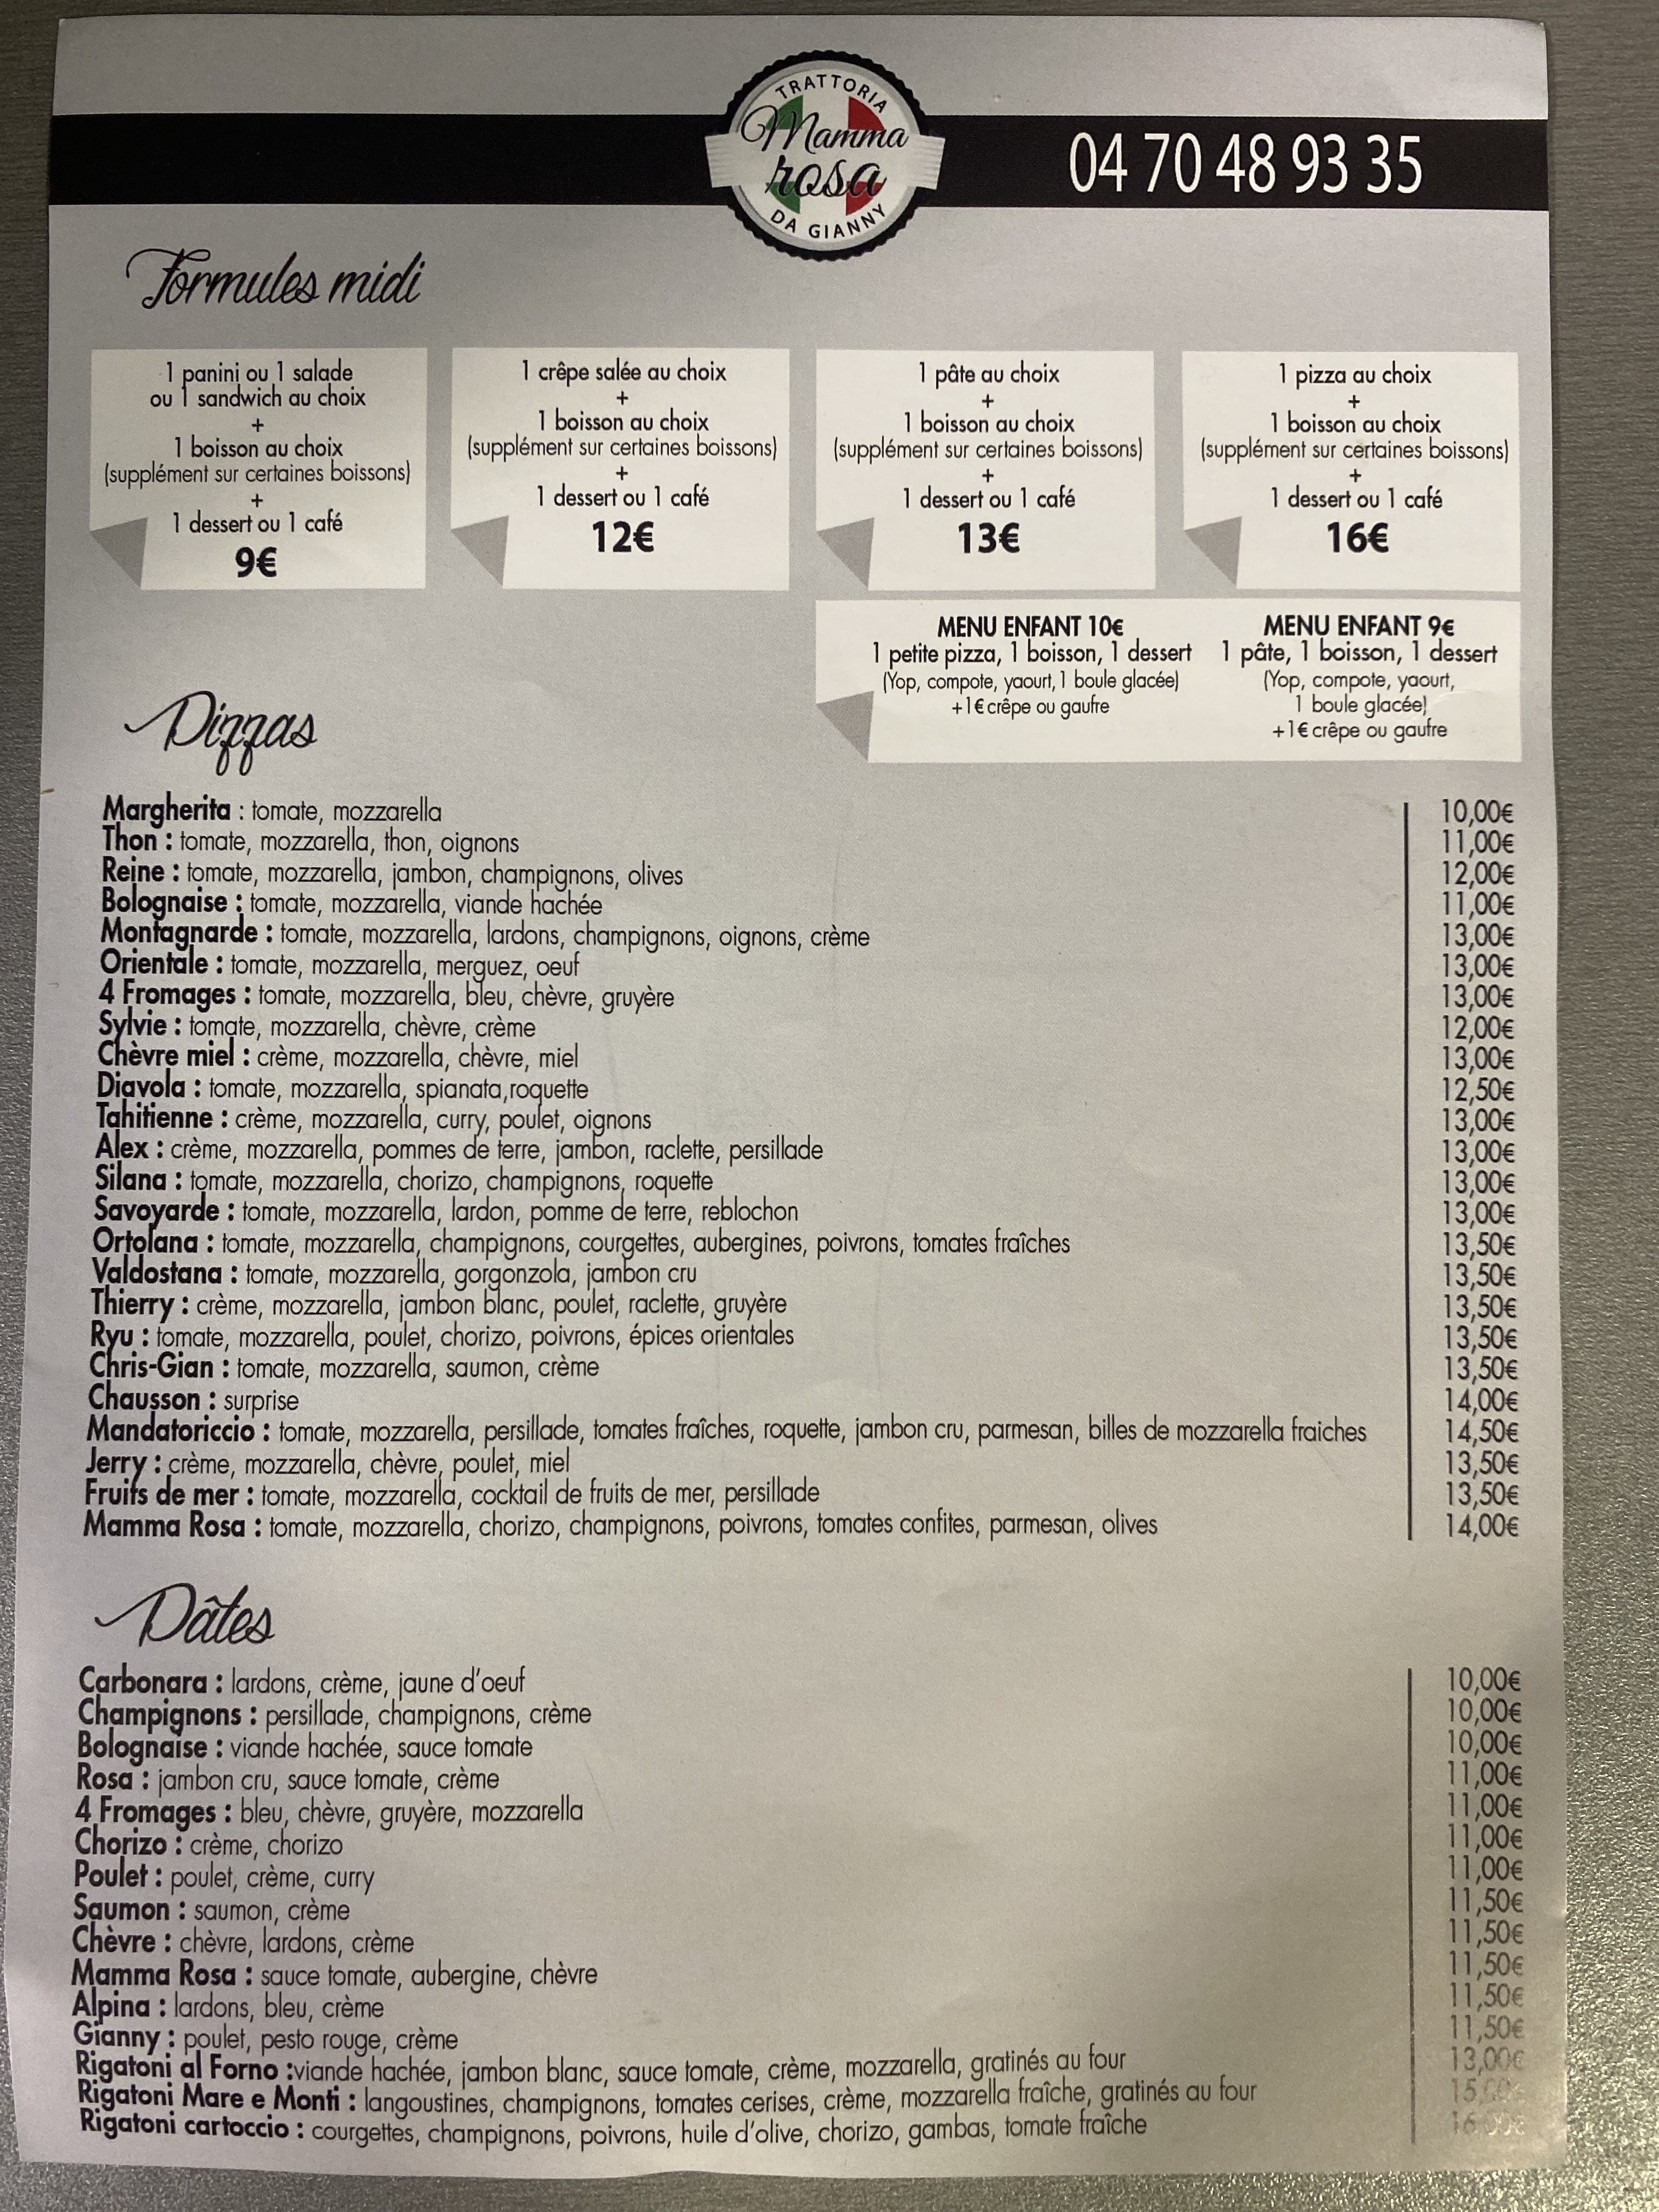 TRATTORIA
Mamma
rosa
DA GIANNY
04 70 48 93 35
Formules midi
1 panini ou 1 salade
ou 1 sandwich au choix
+
1 boisson au choix
(supplément sur certaines boissons)
+
1 dessert ou 1 café
9€
1 crêpe salée au choix
+
1 boisson au choix
(supplément sur certaines boissons)
+
1 dessert ou 1 café
12€
1 pâte au choix
+
1 boisson au choix
(supplément sur certaines boissons)
+
1 dessert ou 1 café
13€
1 pizza au choix
+
1 boisson au choix
(supplément sur certaines boissons)
+
1 dessert ou 1 café
16€
MENU ENFANT 10€
1 petite pizza, 1 boisson, 1 dessert
(Yop, compote, yaourt, 1 boule glacée)
+1€ crêpe ou gaufre
MENU ENFANT 9€
1 pâte, 1 boisson, 1 dessert
(Yop, compote, yaourt,
1 boule glacée)
+1€ crêpe ou gaufre
Pizzas
Margherita : tomate, mozzarella 10,00€
Thon : tomate, mozzarella, thon, oignons 11,00€
Reine : tomate, mozzarella, jambon, champignons, olives 12,00€
Bolognaise : tomate, mozzarella, viande hachée 11,00€
Montagnarde : tomate, mozzarella, lardons, champignons, oignons, crème 13,00€
Orientale : tomate, mozzarella, merguez, oeuf 13,00€
4 Fromages : tomate, mozzarella, bleu, chèvre, gruyère 13,00€
Sylvie : tomate, mozzarella, chèvre, crème 12,00€
Chèvre miel : crème, mozzarella, chèvre, miel 13,00€
Diavola : tomate, mozzarella, spianata,roquette 12,50€
Tahitienne : crème, mozzarella, curry, poulet, oignons 13,00€
Alex : crème, mozzarella, pommes de terre, jambon, raclette, persillade 13,00€
Silana : tomate, mozzarella, chorizo, champignons, roquette 13,00€
Savoyarde : tomate, mozzarella, lardon, pomme de terre, reblochon 13,00€
Ortolana : tomate, mozzarella, champignons, courgettes, aubergines, poivrons, tomates fraîches 13,50€
Valdostana : tomate, mozzarella, gorgonzola, jambon cru 13,50€
Thierry : crème, mozzarella, jambon blanc, poulet, raclette, gruyère 13,50€
Ryu : tomate, mozzarella, poulet, chorizo, poivrons, épices orientales 13,50€
Chris-Gian : tomate, mozzarella, saumon, crème 13,50€
Chausson : surprise 14,00€
Mandatoriccio : tomate, mozzarella, persillade, tomates fraîches, roquette, jambon cru, parmesan, billes de mozzarella fraiches 14,50€
Jerry : crème, mozzarella, chèvre, poulet, miel 13,50€
Fruits de mer : tomate, mozzarella, cocktail de fruits de mer, persillade 13,50€
Mamma Rosa : tomate, mozzarella, chorizo, champignons, poivrons, tomates confites, parmesan, olives 14,00€
Pâtes
Carbonara : lardons, crème, jaune d'oeuf 10,00€
Champignons : persillade, champignons, crème 10,00€
Bolognaise : viande hachée, sauce tomate 10,00€
Rosa : jambon cru, sauce tomate, crème 11,00€
4 Fromages : bleu, chèvre, gruyère, mozzarella 11,00€
Chorizo : crème, chorizo 11,00€
Poulet : poulet, crème, curry 11,00€
Saumon : saumon, crème 11,50€
Chèvre : chèvre, lardons, crème 11,50€
Mamma Rosa : sauce tomate, aubergine, chèvre 11,50€
Alpina : lardons, bleu, crème 11,50€
Gianny : poulet, pesto rouge, crème 11,50€
Rigatoni al Forno :viande hachée, jambon blanc, sauce tomate, crème, mozzarella, gratinés au four 13,00€
Rigatoni Mare e Monti : langoustines, champignons, tomates cerises, crème, mozzarella fraîche, gratinés au four
Rigatoni cartoccio : courgettes, champignons, poivrons, huile d'olive, chorizo, gambas, tomate fraîche